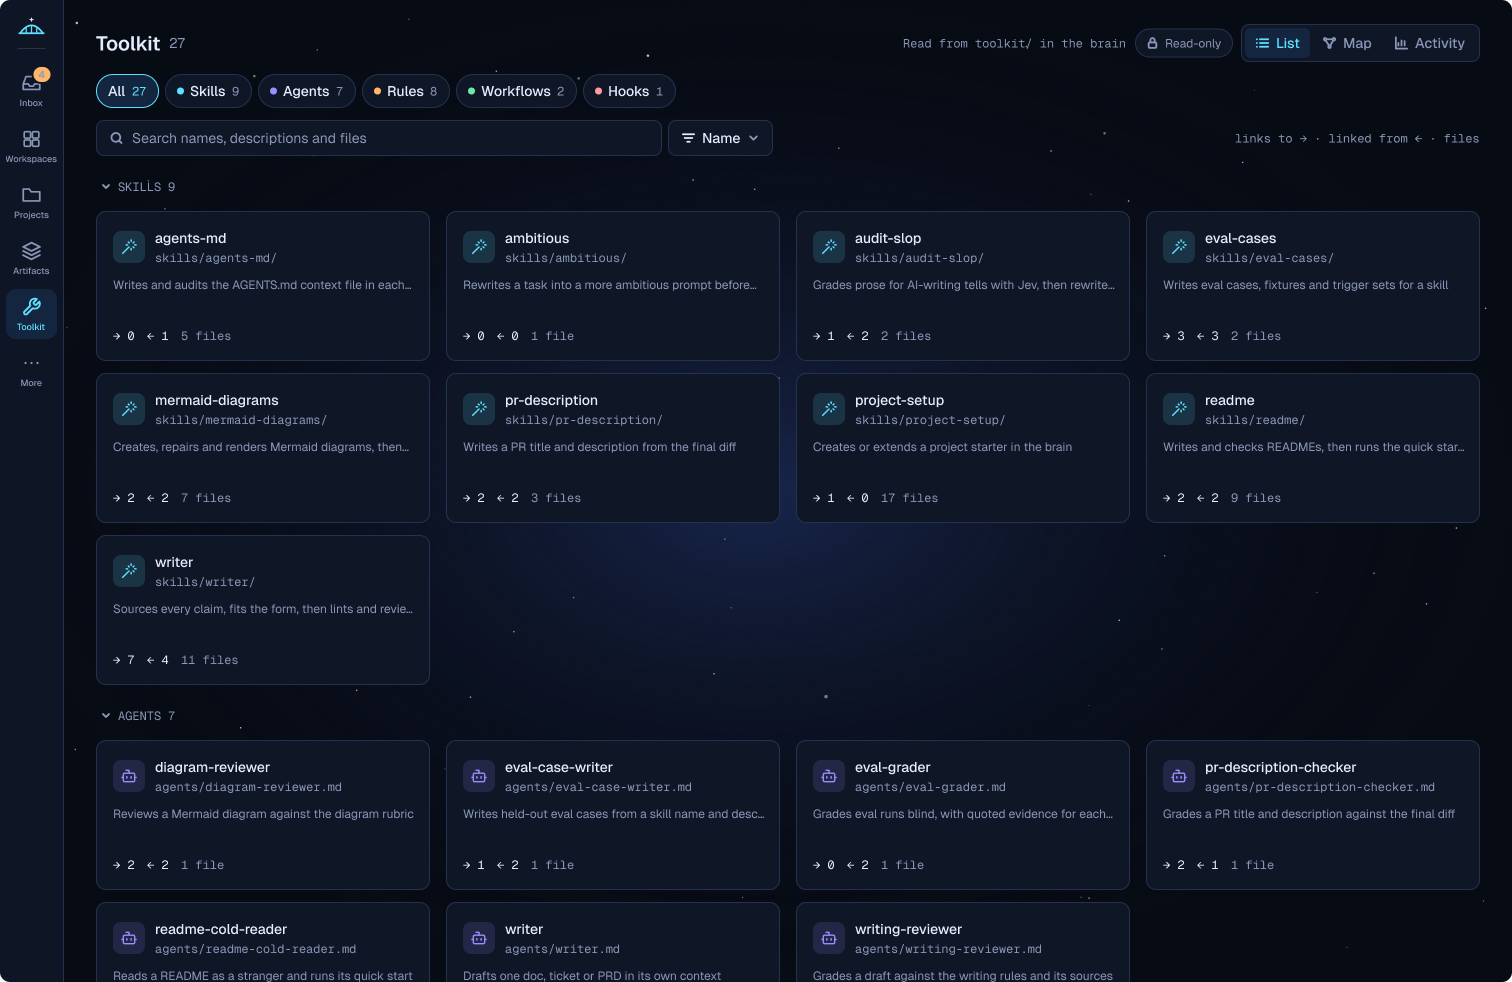 Toolkit 27
Read from toolkit/ in the brain
Read-only
List
Map
Activity
4
Inbox
Workspaces
Projects
Artifacts
Toolkit
More
All 27
Skills 9
Agents 7
Rules 8
Workflows 2
Hooks 1
Search names, descriptions and files
Name
links to → · linked from ← · files
SKILLS 9
agents-md
skills/agents-md/
Writes and audits the AGENTS.md context file in each…
→ 0 ← 1 5 files
ambitious
skills/ambitious/
Rewrites a task into a more ambitious prompt before…
→ 0 ← 0 1 file
audit-slop
skills/audit-slop/
Grades prose for AI-writing tells with Jev, then rewrite…
→ 1 ← 2 2 files
eval-cases
skills/eval-cases/
Writes eval cases, fixtures and trigger sets for a skill
→ 3 ← 3 2 files
mermaid-diagrams
skills/mermaid-diagrams/
Creates, repairs and renders Mermaid diagrams, then…
→ 2 ← 2 7 files
pr-description
skills/pr-description/
Writes a PR title and description from the final diff
→ 2 ← 2 3 files
project-setup
skills/project-setup/
Creates or extends a project starter in the brain
→ 1 ← 0 17 files
readme
skills/readme/
Writes and checks READMEs, then runs the quick star…
→ 2 ← 2 9 files
writer
skills/writer/
Sources every claim, fits the form, then lints and revie…
→ 7 ← 4 11 files
AGENTS 7
diagram-reviewer
agents/diagram-reviewer.md
Reviews a Mermaid diagram against the diagram rubric
→ 2 ← 2 1 file
eval-case-writer
agents/eval-case-writer.md
Writes held-out eval cases from a skill name and desc…
→ 1 ← 2 1 file
eval-grader
agents/eval-grader.md
Grades eval runs blind, with quoted evidence for each…
→ 0 ← 2 1 file
pr-description-checker
agents/pr-description-checker.md
Grades a PR title and description against the final diff
→ 2 ← 1 1 file
readme-cold-reader
agents/readme-cold-reader.md
Reads a README as a stranger and runs its quick start
writer
agents/writer.md
Drafts one doc, ticket or PRD in its own context
writing-reviewer
agents/writing-reviewer.md
Grades a draft against the writing rules and its sources